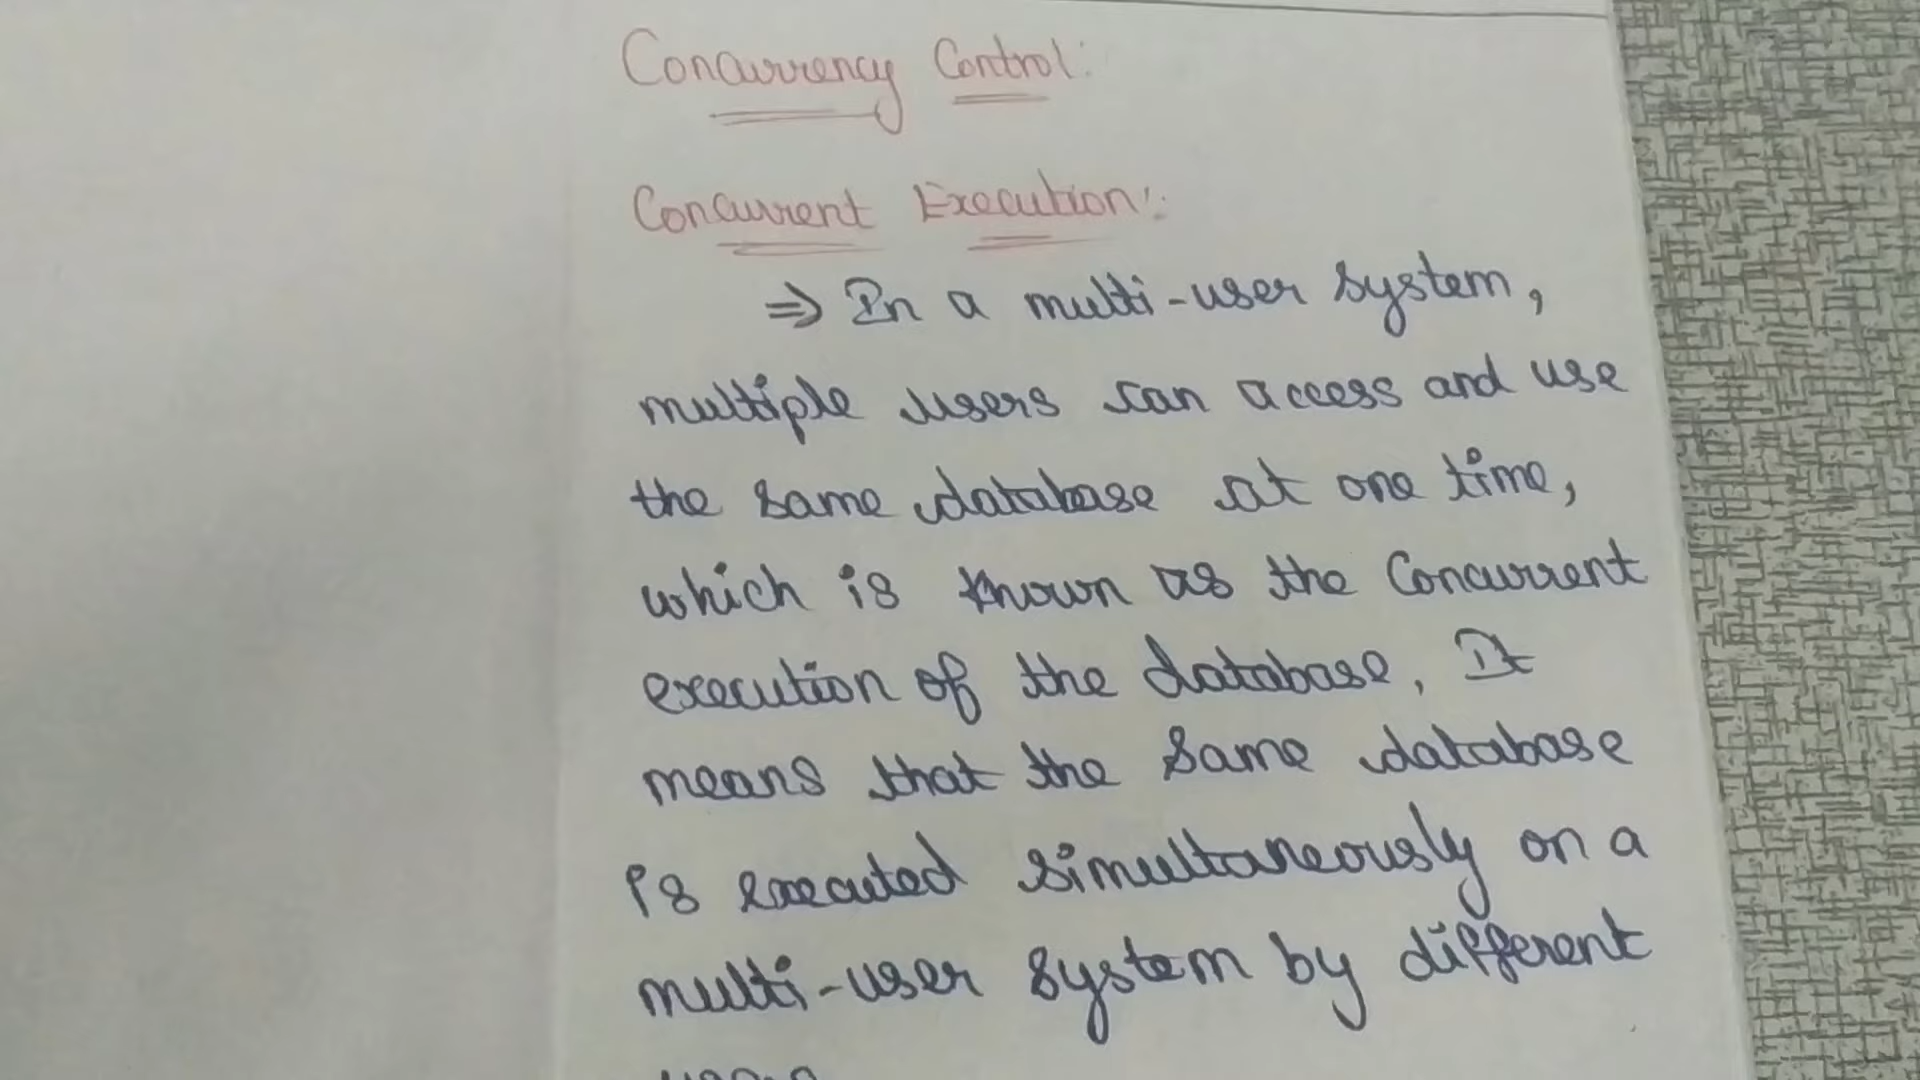 Concurrency Control:
Concurrent Execution:
⇒ In a multi-user system,
multiple users can access and use
the same database at one time,
which is known as the Concurrent
execution of the database, It
means that the same database
is executed simultaneously on a
multi-user system by different